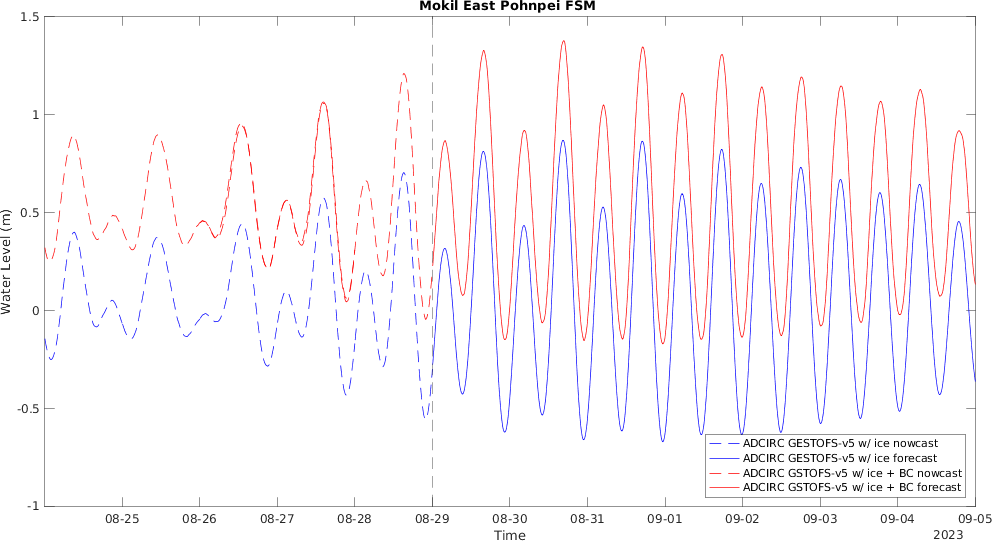 Mokil East Pohnpei FSM
1.5
1
0.5
0
-0.5
-1
Water Level (m)
ADCIRC GESTOFS-v5 w/ ice nowcast
ADCIRC GESTOFS-v5 w/ ice forecast
ADCIRC GSTOFS-v5 w/ ice + BC nowcast
ADCIRC GSTOFS-v5 w/ ice + BC forecast
08-25 08-26 08-27 08-28 08-29 08-30 08-31 09-01 09-02 09-03 09-04 09-05
Time
2023